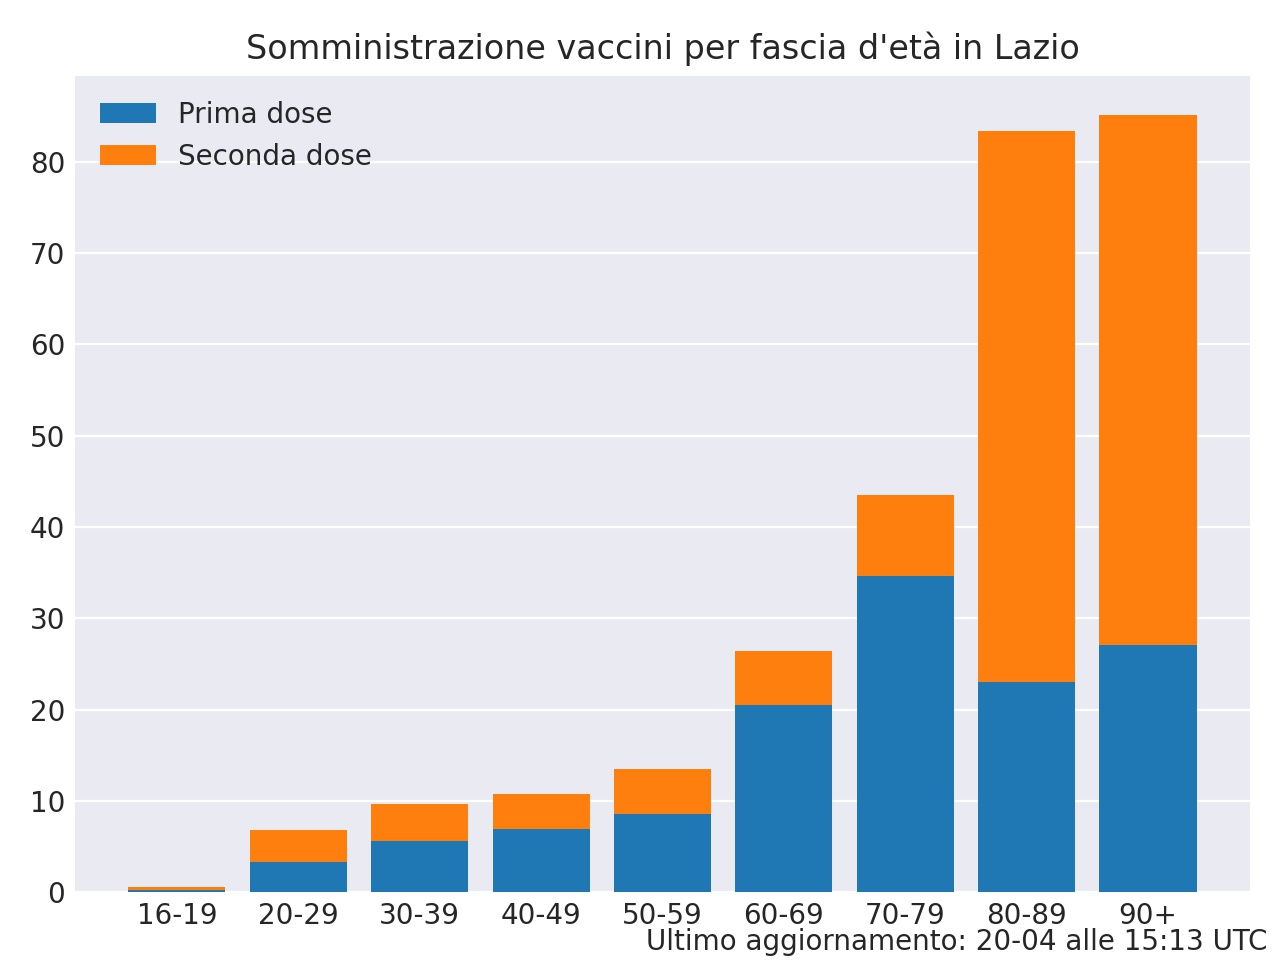 Somministrazione vaccini per fascia d'età in Lazio
Prima dose
Seconda dose
80
70
60
50
40
30
20
10
0
16-19 20-29 30-39 40-49 50-59 60-69 70-79 80-89 90+
Ultimo aggiornamento: 20-04 alle 15:13 UTC